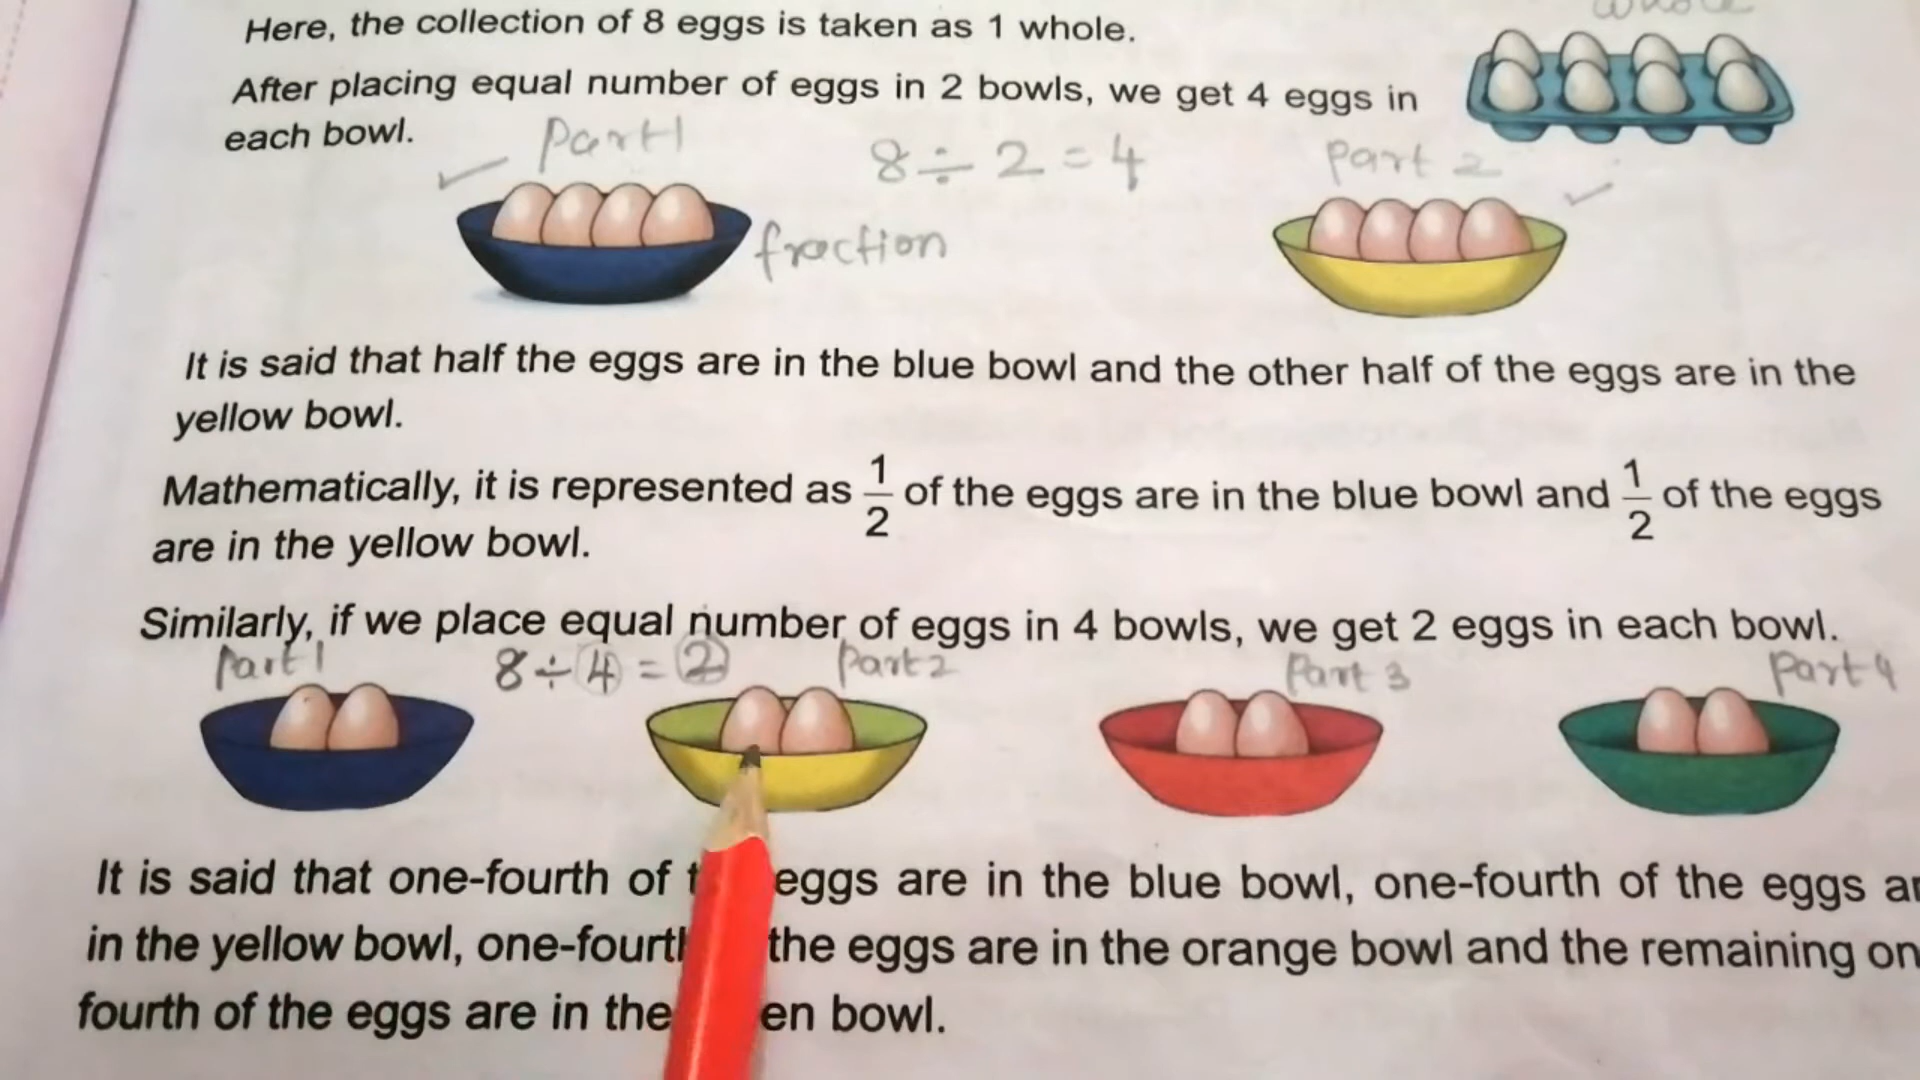 whole
Here, the collection of 8 eggs is taken as 1 whole.
After placing equal number of eggs in 2 bowls, we get 4 eggs in
each bowl.
Part 1
8 ÷ 2 = 4
Part 2
fraction
It is said that half the eggs are in the blue bowl and the other half of the eggs are in the
yellow bowl.
Mathematically, it is represented as 1/2 of the eggs are in the blue bowl and 1/2 of the eggs
are in the yellow bowl.
Similarly, if we place equal number of eggs in 4 bowls, we get 2 eggs in each bowl.
Part 1
8 ÷ 4 = 2
Part 2
Part 3
Part 4
It is said that one-fourth of eggs are in the blue bowl, one-fourth of the eggs
in the yellow bowl, the eggs are in the orange bowl and the remaining
fourth of the eggs are in the bowl.